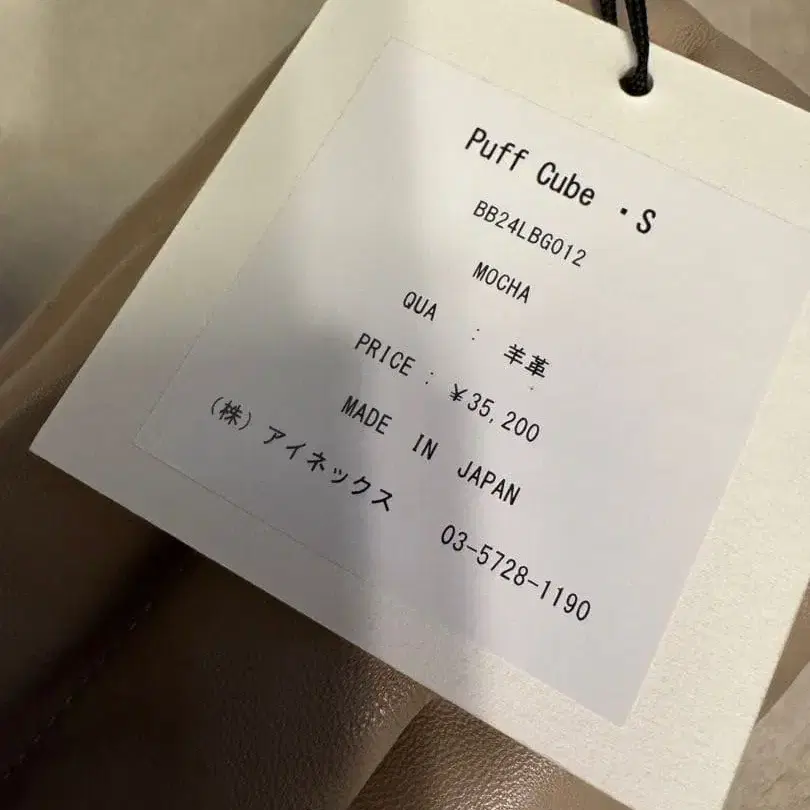 Puff Cube ・S
BB24LBG012
MOCHA
QUA : 羊革
PRICE : ¥35,200
MADE IN JAPAN
(株) アイネックス 03-5728-1190